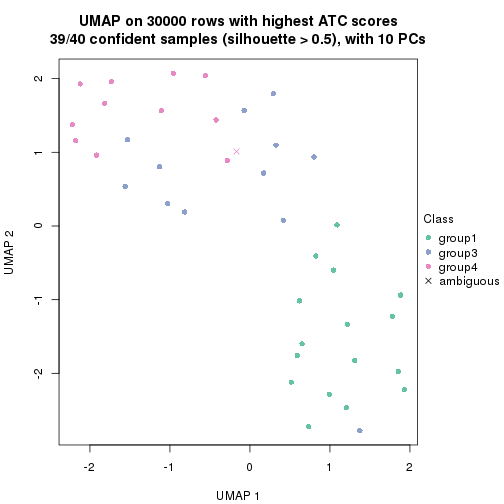 UMAP on 30000 rows with highest ATC scores
39/40 confident samples (silhouette > 0.5), with 10 PCs
2
1
0
-1
-2
UMAP 2
-2
-1
0
1
2
UMAP 1
Class
group1
group3
group4
ambiguous